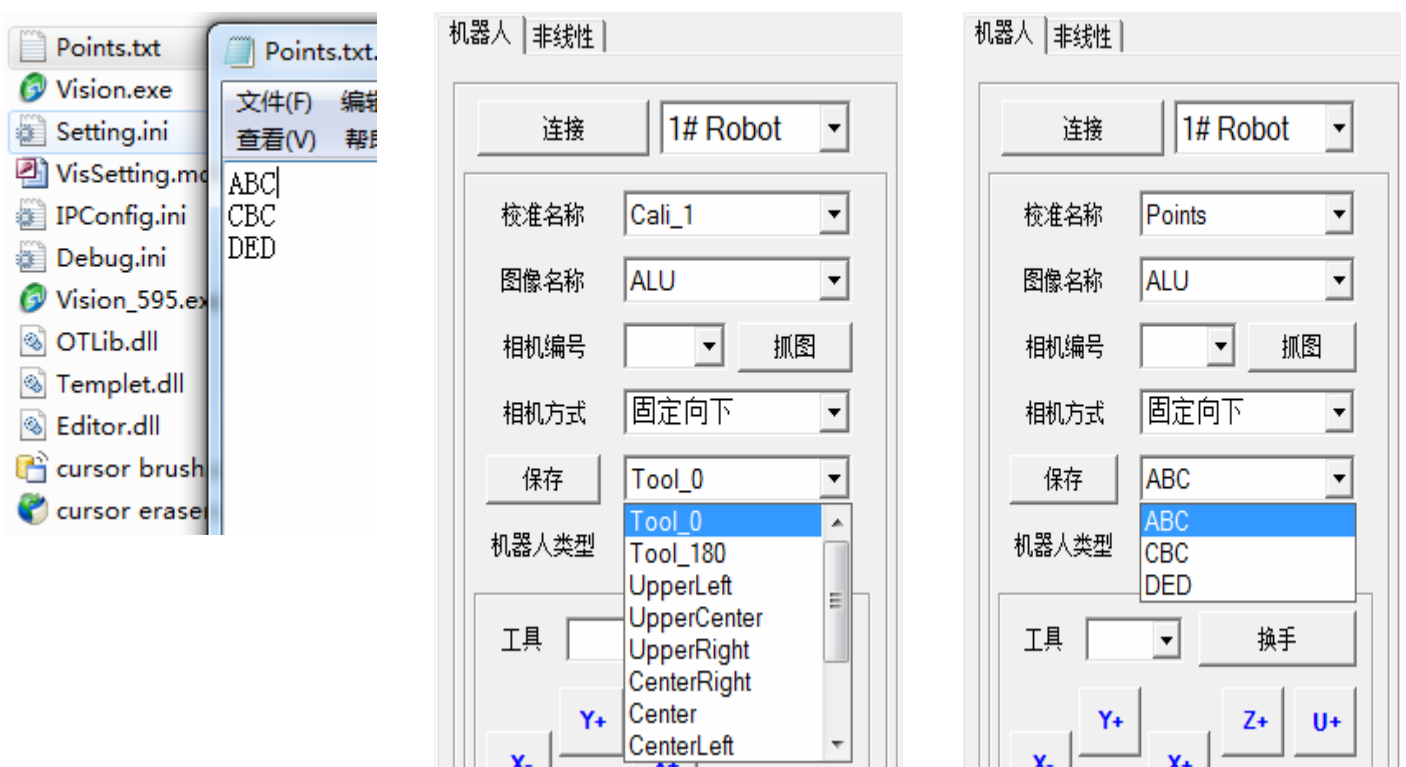 Points.txt
Vision.exe
Setting.ini
VisSetting.md
IPConfig.ini
Debug.ini
Vision_595.ex
OTLib.dll
Templet.dll
Editor.dll
cursor brush
cursor eraser
Points.txt.
文件(F) 编辑
查看(V) 帮助
ABC
CBC
DED
机器人 非线性
连接 1# Robot
校准名称 Cali_1
图像名称 ALU
相机编号 抓图
相机方式 固定向下
保存 Tool_0
Tool_0
机器人类型 Tool_180
UpperLeft
UpperCenter
工具 UpperRight
CenterRight
Y+ Center
X- CenterLeft
机器人 非线性
连接 1# Robot
校准名称 Points
图像名称 ALU
相机编号 抓图
相机方式 固定向下
保存 ABC
ABC
机器人类型 CBC
DED
工具 换手
Y+ Z+ U+
X- X+